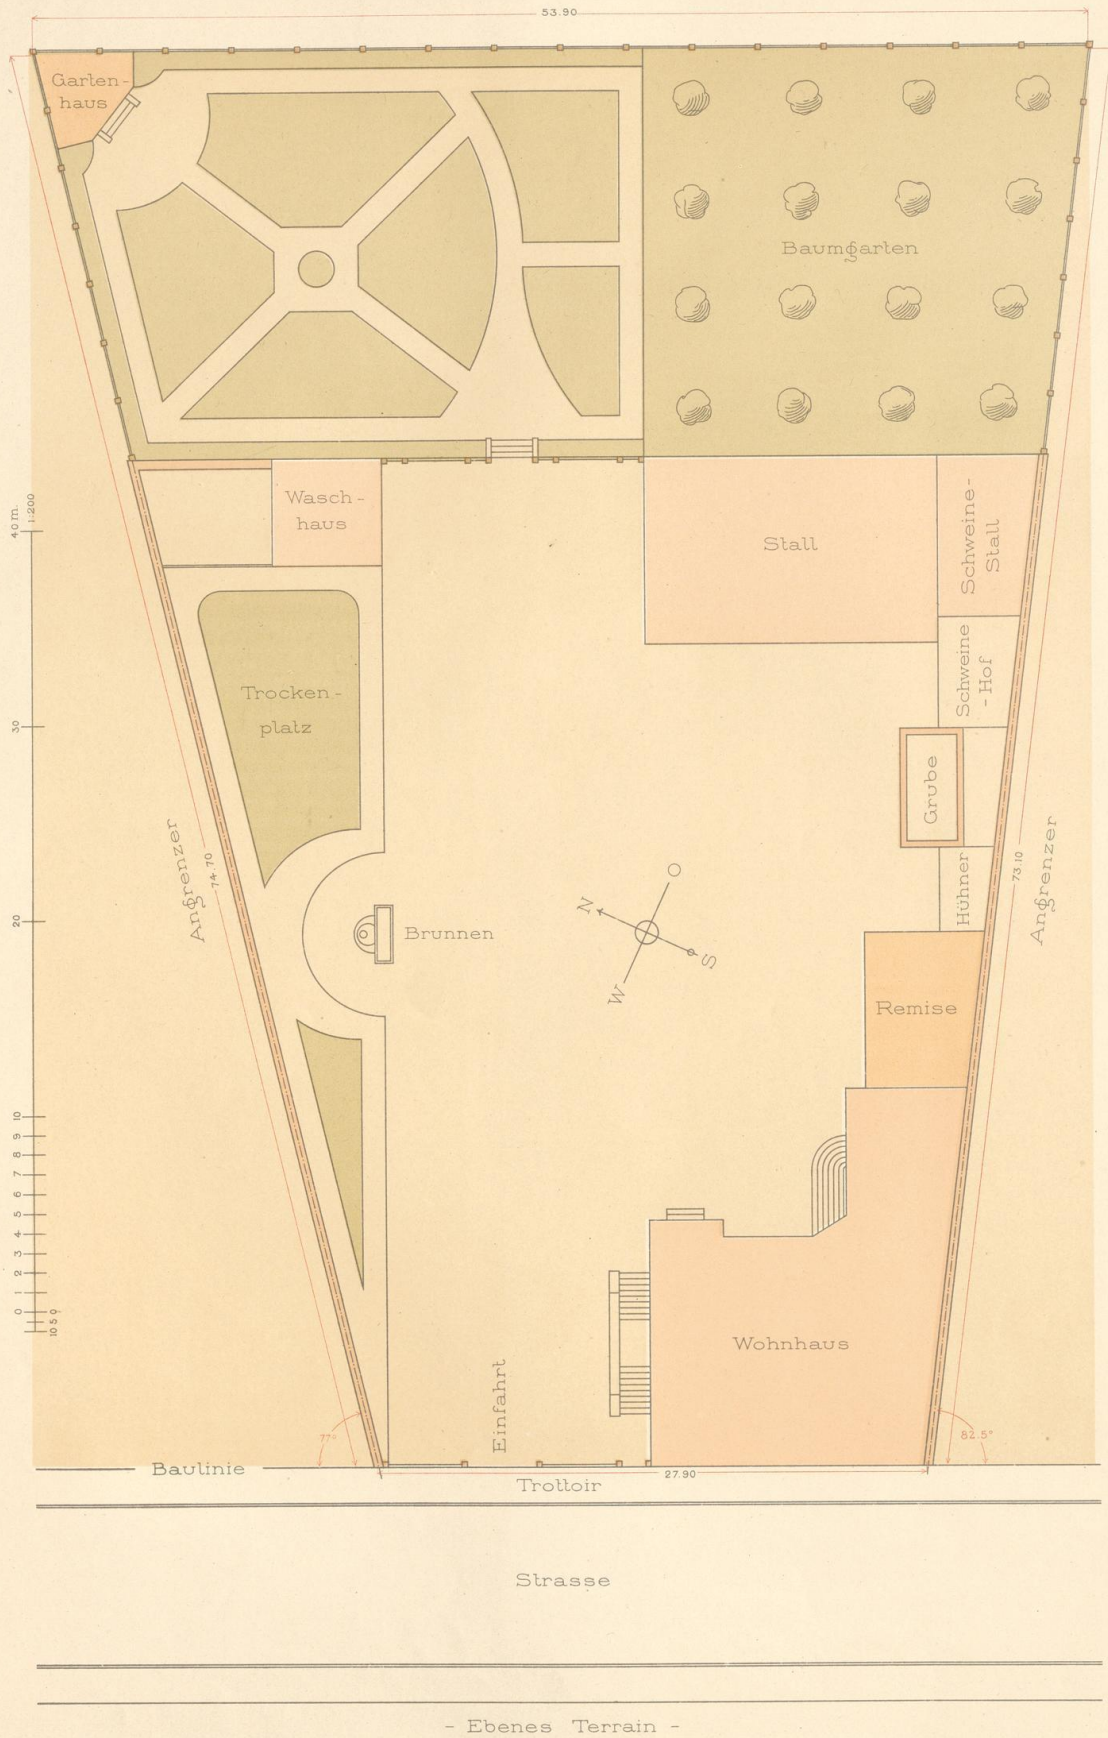 53.90
Garten-
haus
Baumgarten
Wasch-
haus
Stall
Schweine-
Stall
Schweine
-Hof
Trocken-
platz
Grube
Hühner
Angrenzer
74.70
73.10
Angrenzer
Brunnen
N
O
S
W
Remise
Wohnhaus
Einfahrt
40 m.
1:200
30
20
10
9
8
7
6
5
4
3
2
1
0
10 5 0
77°
82.5°
Baulinie
27.90
Trottoir
Strasse
- Ebenes Terrain -